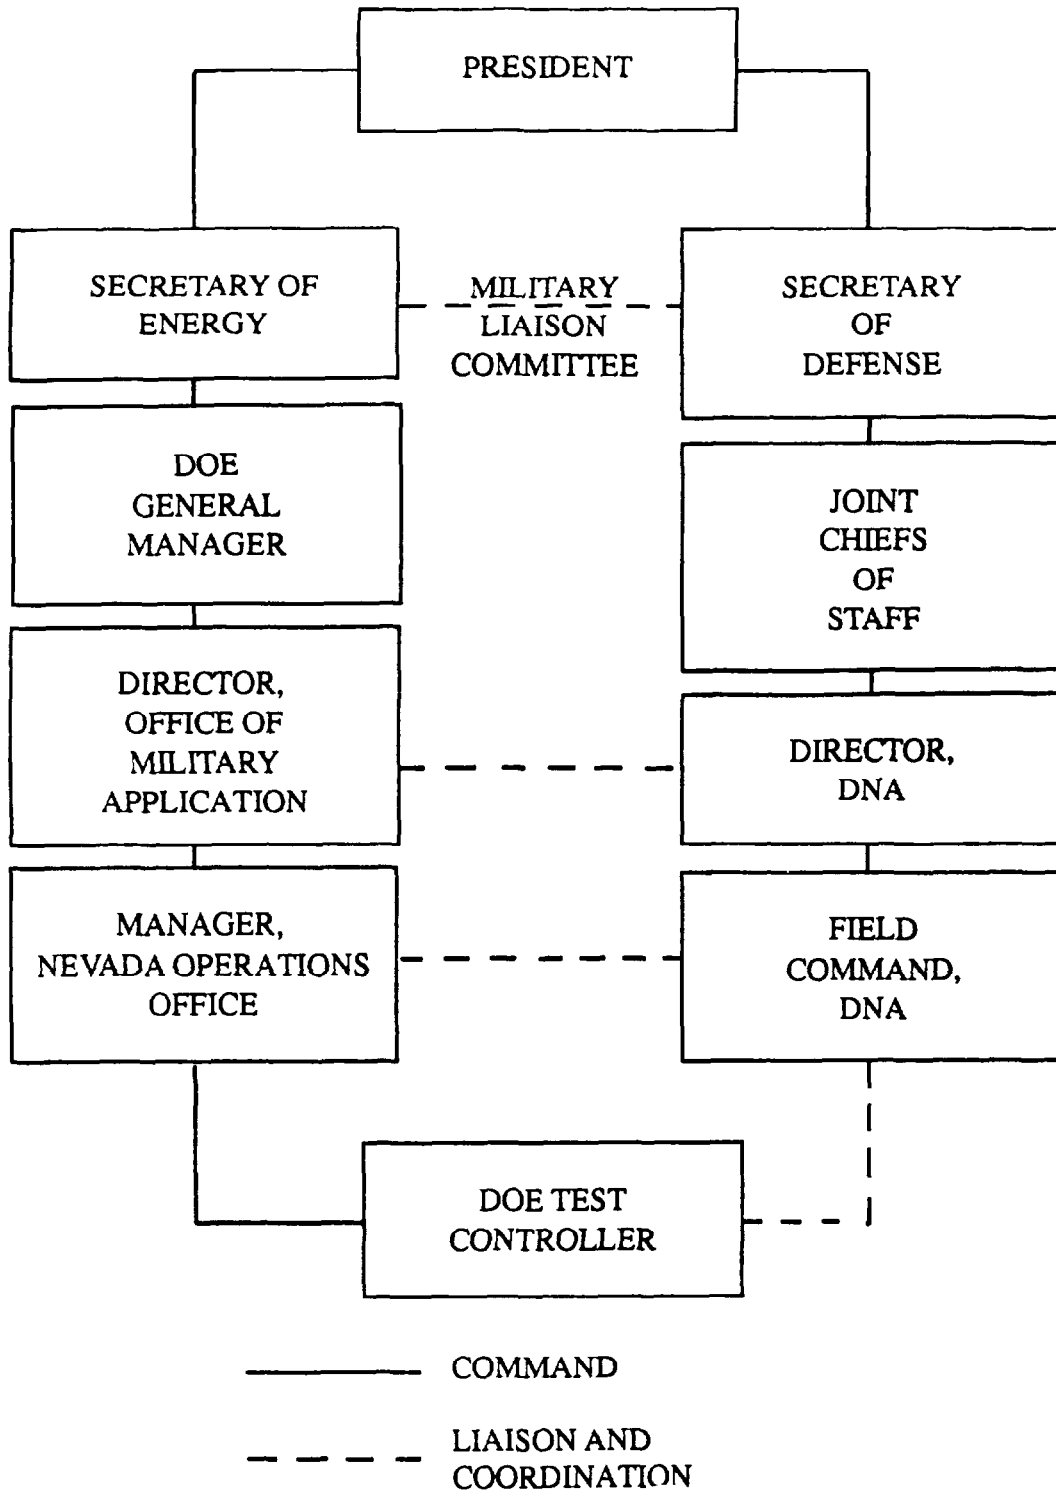 PRESIDENT
SECRETARY OF
ENERGY
MILITARY
LIAISON
COMMITTEE
SECRETARY
OF
DEFENSE
DOE
GENERAL
MANAGER
JOINT
CHIEFS
OF
STAFF
DIRECTOR,
OFFICE OF
MILITARY
APPLICATION
DIRECTOR,
DNA
MANAGER,
NEVADA OPERATIONS
OFFICE
FIELD
COMMAND,
DNA
DOE TEST
CONTROLLER
COMMAND
LIAISON AND
COORDINATION